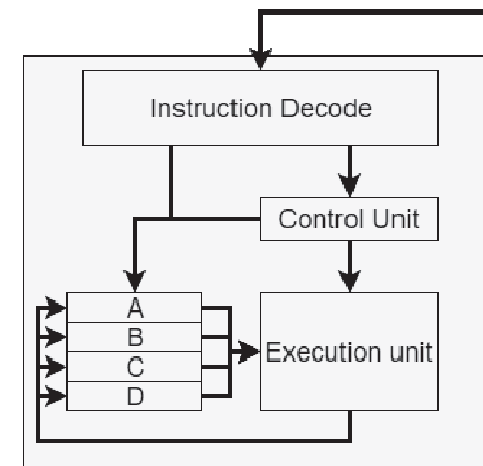 Instruction Decode
Control Unit
A
B
C
D
Execution unit